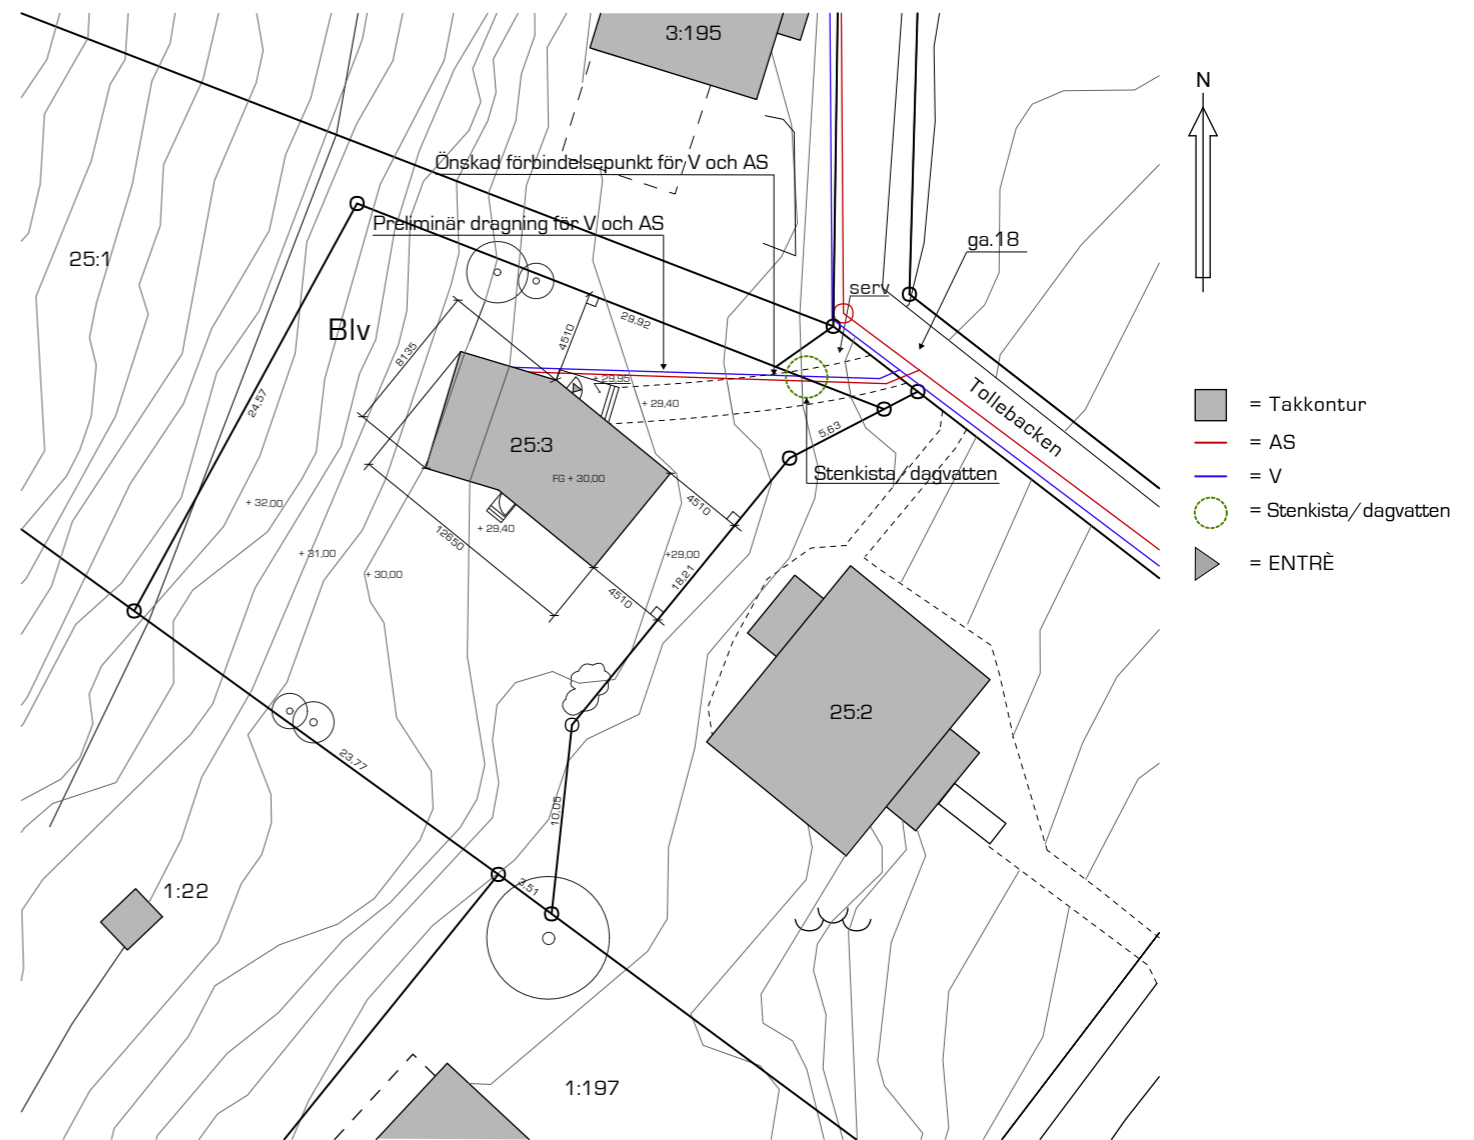 3:195
N
Önskad förbindelsepunkt för V och AS
Preliminär dragning för V och AS
25:1
ga.18
serv
Blv
29,92
4510
8135
+ 29,95
+ 29,40
24,57
Tollebacken
5,63
25:3
FG + 30,00
Stenkista/dagvatten
+ 32,00
4510
+ 29,40
12650
+ 31,00
+29,00
+ 30,00
18,21
4510
25:2
23,77
10,05
3,51
1:22
1:197
= Takkontur
= AS
= V
= Stenkista/dagvatten
= ENTRÈ